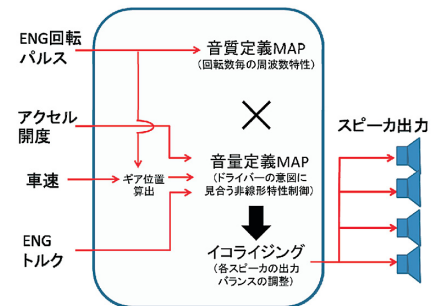 ENG回転
パルス
音質定義MAP
(回転数毎の周波数特性)
×
アクセル
開度
スピーカ出力
車速
ギア位置
算出
音量定義MAP
(ドライバーの意図に
見合う非線形特性制御)
ENG
トルク
イコライジング
(各スピーカの出力
バランスの調整)